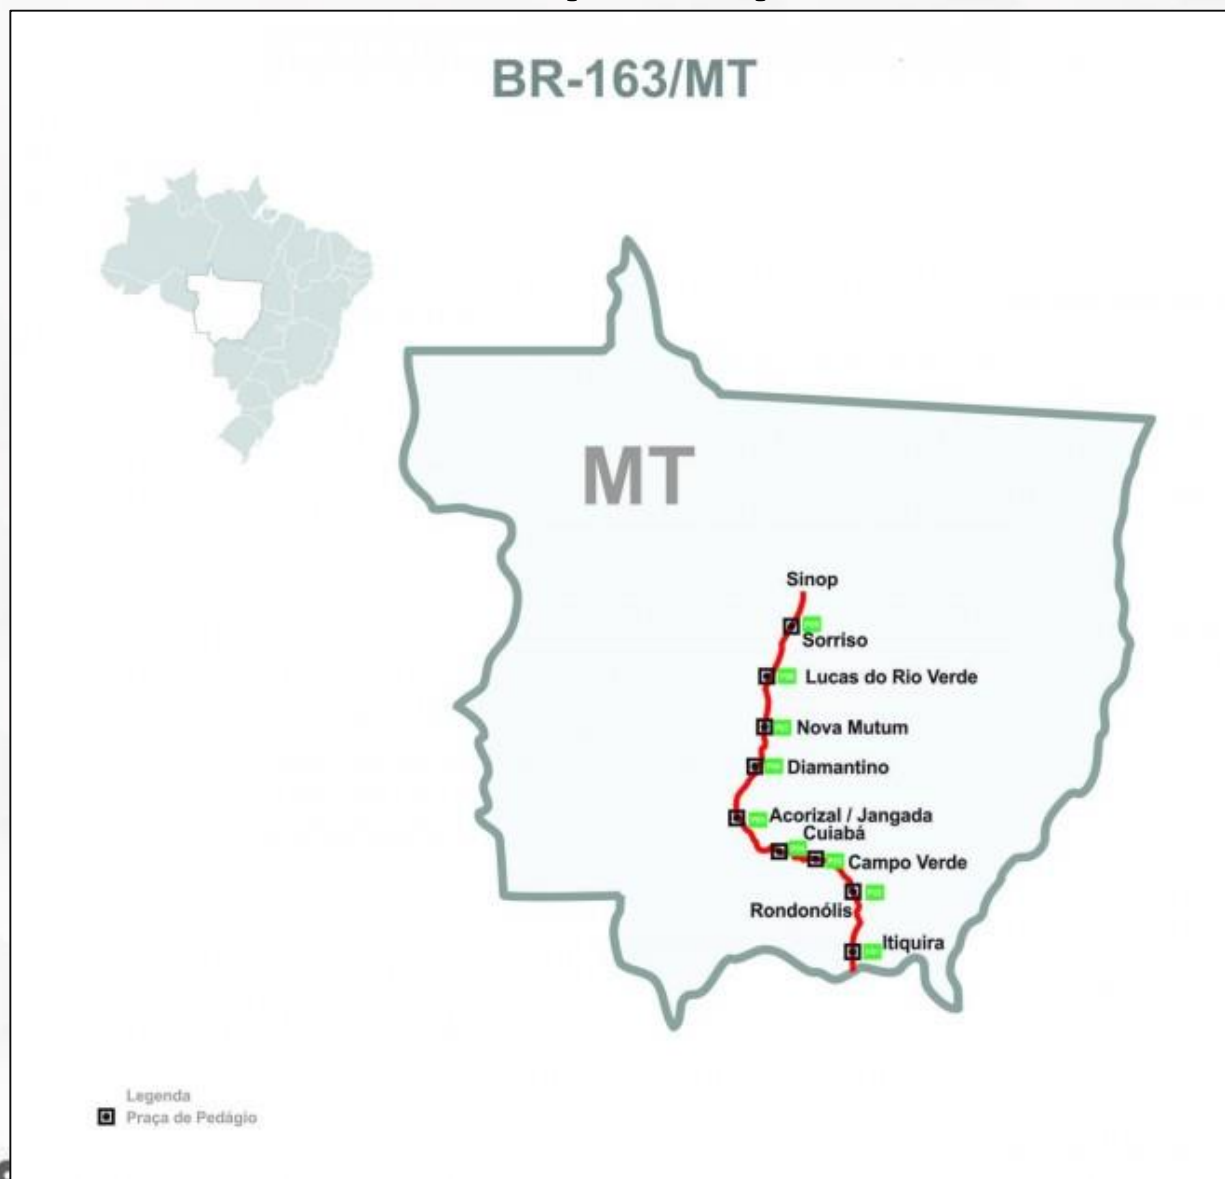 BR-163/MT
MT
Sinop
Sorriso
Lucas do Rio Verde
Nova Mutum
Diamantino
Acorizal / Jangada
Cuiabá
Campo Verde
Rondonólis
Itiquira
Legenda
Praça de Pedágio